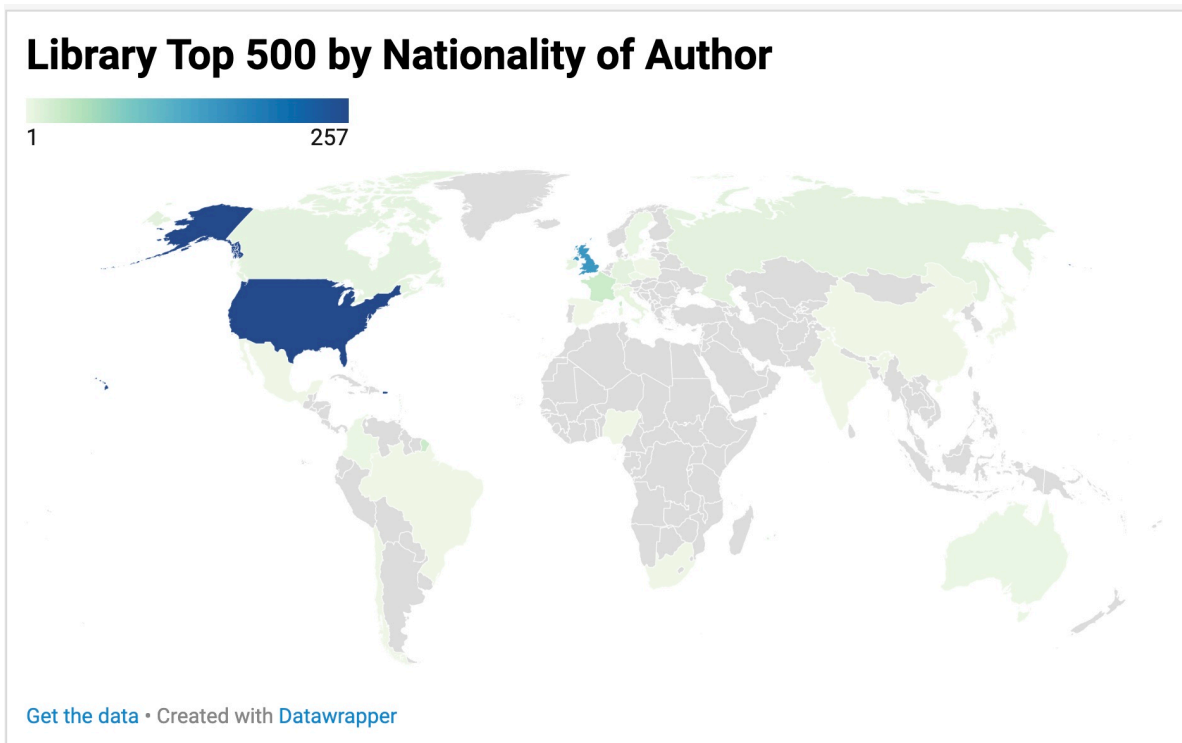 Library Top 500 by Nationality of Author
1 257
Get the data • Created with Datawrapper